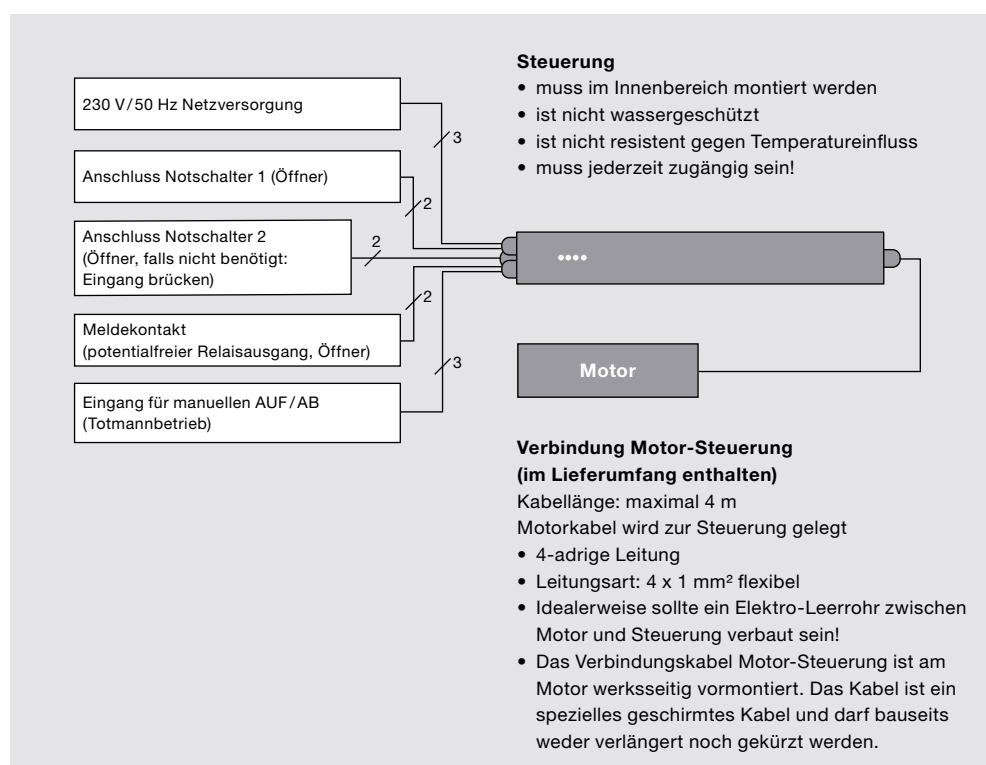 230 V/50 Hz Netzversorgung
3
Anschluss Notschalter 1 (Öffner)
2
Anschluss Notschalter 2
(Öffner, falls nicht benötigt:
Eingang brücken)
2
Meldekontakt
(potentialfreier Relaisausgang, Öffner)
2
Eingang für manuellen AUF/AB
(Totmannbetrieb)
3
Steuerung
• muss im Innenbereich montiert werden
• ist nicht wassergeschützt
• ist nicht resistent gegen Temperatureinfluss
• muss jederzeit zugängig sein!
Motor
Verbindung Motor-Steuerung
(im Lieferumfang enthalten)
Kabellänge: maximal 4 m
Motorkabel wird zur Steuerung gelegt
• 4-adrige Leitung
• Leitungsart: 4 x 1 mm² flexibel
• Idealerweise sollte ein Elektro-Leerrohr zwischen
Motor und Steuerung verbaut sein!
• Das Verbindungskabel Motor-Steuerung ist am
Motor werksseitig vormontiert. Das Kabel ist ein
spezielles geschirmtes Kabel und darf bauseits
weder verlängert noch gekürzt werden.